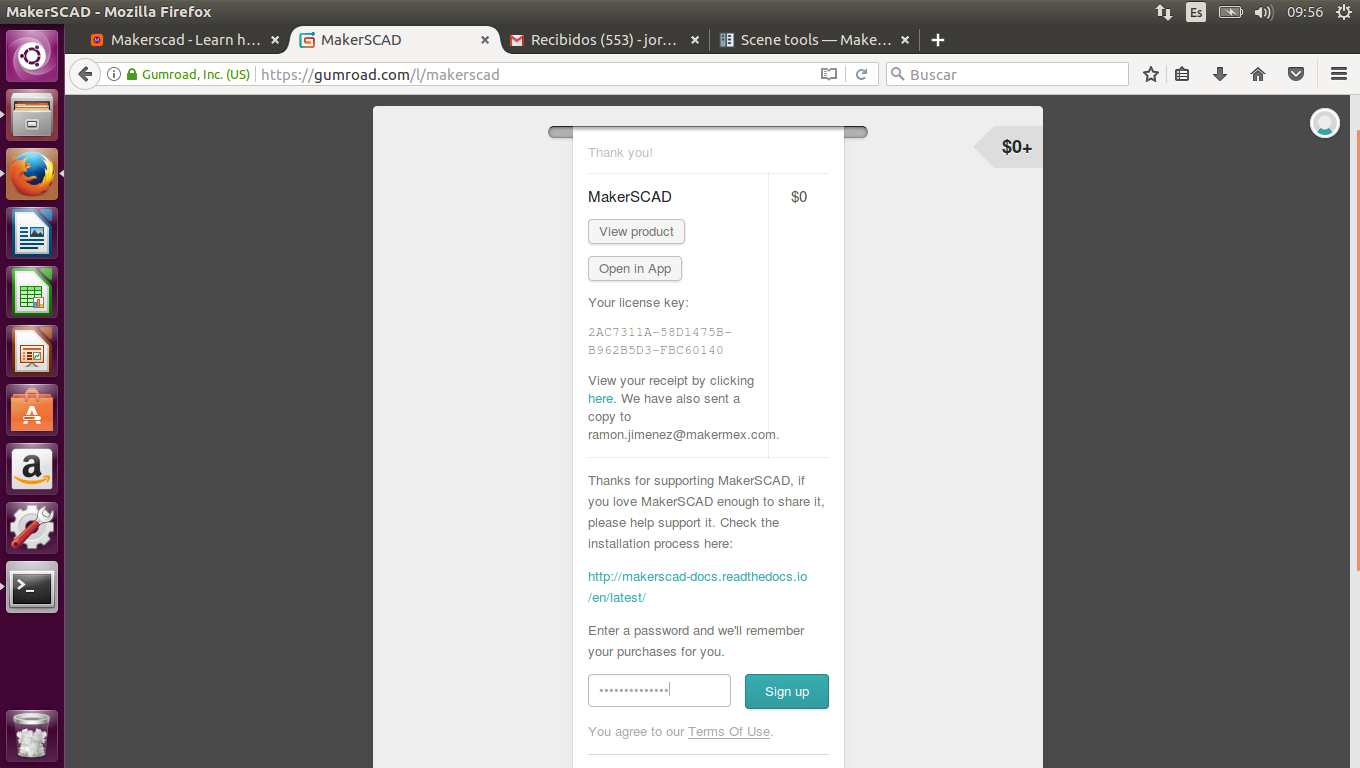 MakerSCAD - Mozilla Firefox
Es
09:56
Makerscad - Learn h...
MakerSCAD
Recibidos (553) - jor...
Scene tools — Make...
Gumroad, Inc. (US)
https://gumroad.com/l/makerscad
Buscar
$0+
Thank you!
MakerSCAD
$0
View product
Open in App
Your license key:
2AC7311A-58D1475B-
B962B5D3-FBC60140
View your receipt by clicking
here. We have also sent a
copy to
ramon.jimenez@makermex.com.
Thanks for supporting MakerSCAD, if
you love MakerSCAD enough to share it,
please help support it. Check the
installation process here:
http://makerscad-docs.readthedocs.io
/en/latest/
Enter a password and we'll remember
your purchases for you.
••••••••••••••
Sign up
You agree to our Terms Of Use.